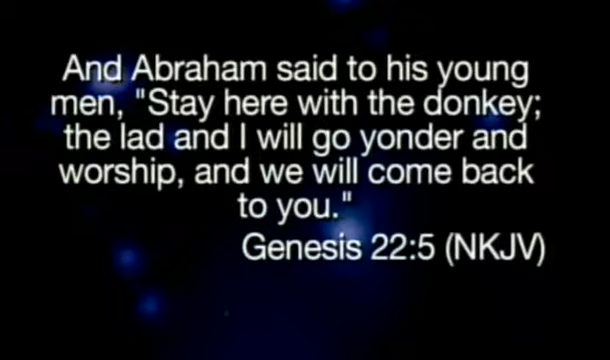 And Abraham said to his young
men, "Stay here with the donkey;
the lad and I will go yonder and
worship, and we will come back
to you."
Genesis 22:5 (NKJV)